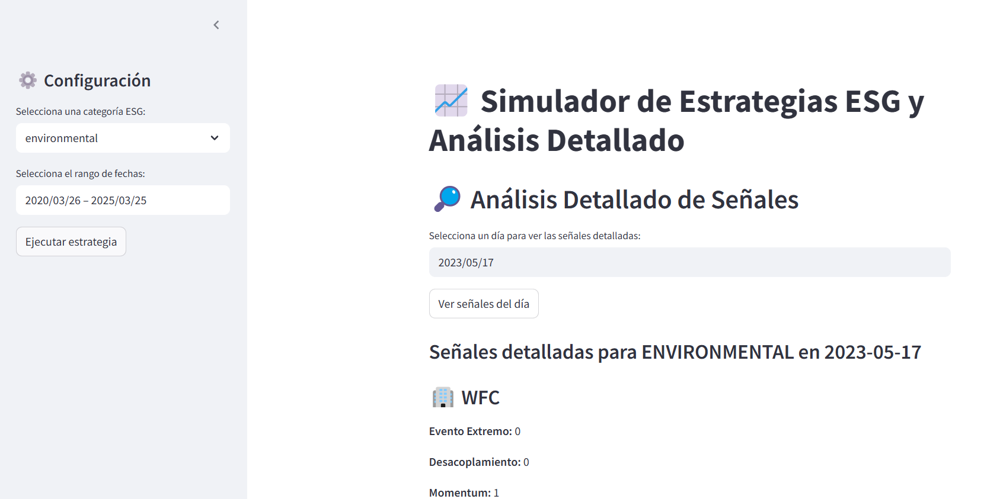 Configuración
Selecciona una categoría ESG:
environmental
Selecciona el rango de fechas:
2020/03/26 – 2025/03/25
Ejecutar estrategia
Simulador de Estrategias ESG y
Análisis Detallado
Análisis Detallado de Señales
Selecciona un día para ver las señales detalladas:
2023/05/17
Ver señales del día
Señales detalladas para ENVIRONMENTAL en 2023-05-17
WFC
Evento Extremo: 0
Desacoplamiento: 0
Momentum: 1